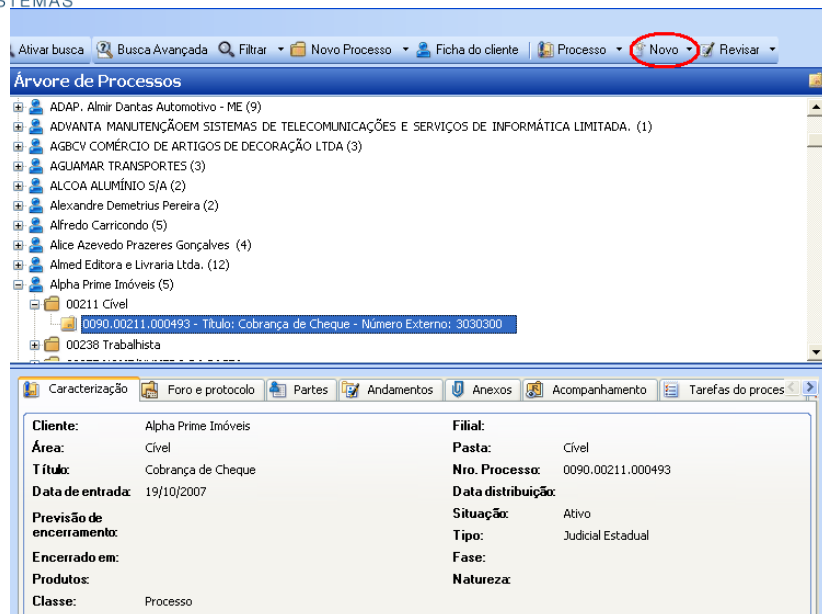 STEMAS
Ativar busca Busca Avançada Filtrar Novo Processo Ficha do cliente Processo Novo Revisar
Árvore de Processos
ADAP. Almir Dantas Automotivo - ME (9)
ADVANTA MANUTENÇÃOEM SISTEMAS DE TELECOMUNICAÇÕES E SERVIÇOS DE INFORMÁTICA LIMITADA. (1)
AGBCV COMÉRCIO DE ARTIGOS DE DECORAÇÃO LTDA (3)
AGUAMAR TRANSPORTES (3)
ALCOA ALUMÍNIO S/A (2)
Alexandre Demetrius Pereira (2)
Alfredo Carricondo (5)
Alice Azevedo Prazeres Gonçalves (4)
Almed Editora e Livraria Ltda. (12)
Alpha Prime Imóveis (5)
00211 Cível
0090.00211.000493 - Título: Cobrança de Cheque - Número Externo: 3030300
00238 Trabalhista
Caracterização Foro e protocolo Partes Andamentos Anexos Acompanhamento Tarefas do proces
Cliente: Alpha Prime Imóveis Filial:
Área: Cível Pasta: Cível
Título: Cobrança de Cheque Nro. Processo: 0090.00211.000493
Data de entrada: 19/10/2007 Data distribuição:
Previsão de encerramento: Situação: Ativo
Tipo: Judicial Estadual
Encerrado em: Fase:
Produtos: Natureza:
Classe: Processo